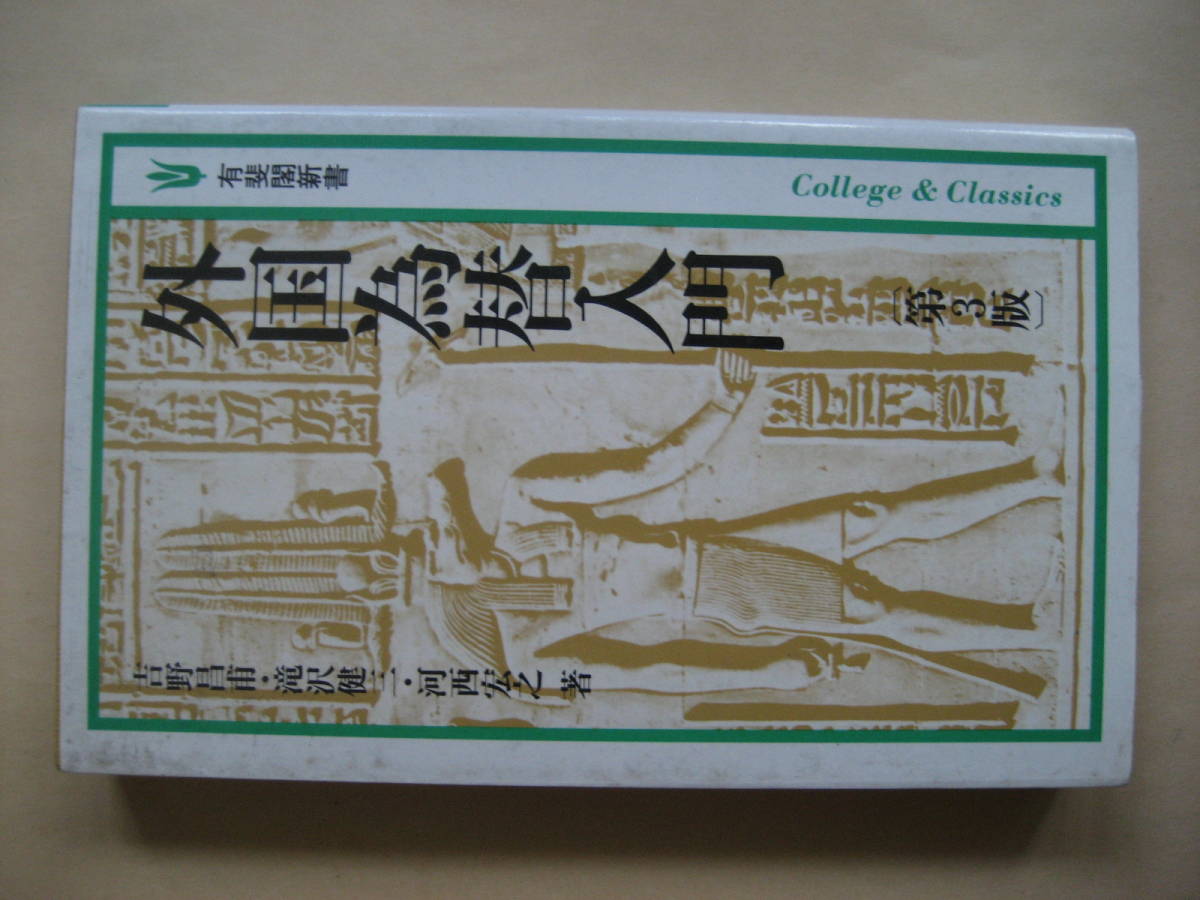 有斐閣新書
College & Classics
外国為替入門
〔第3版〕
吉野昌甫・滝沢健三・河西宏之 著